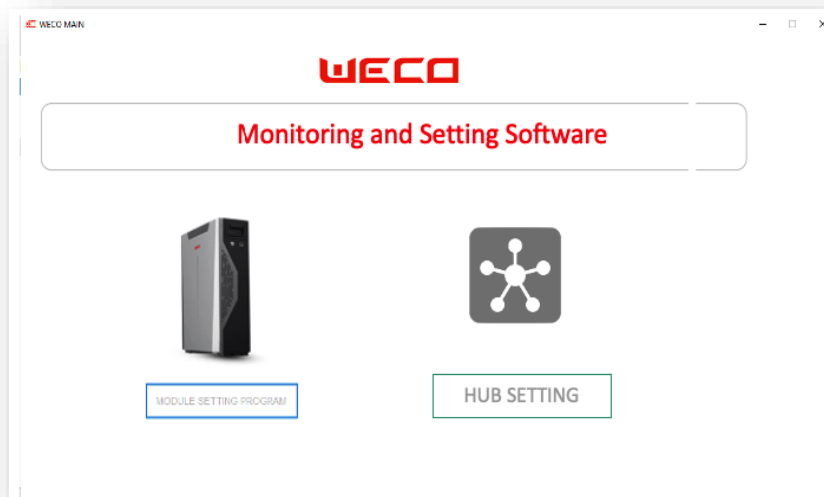 WECO MAIN
WECO
Monitoring and Setting Software
MODULE SETTING PROGRAM
HUB SETTING